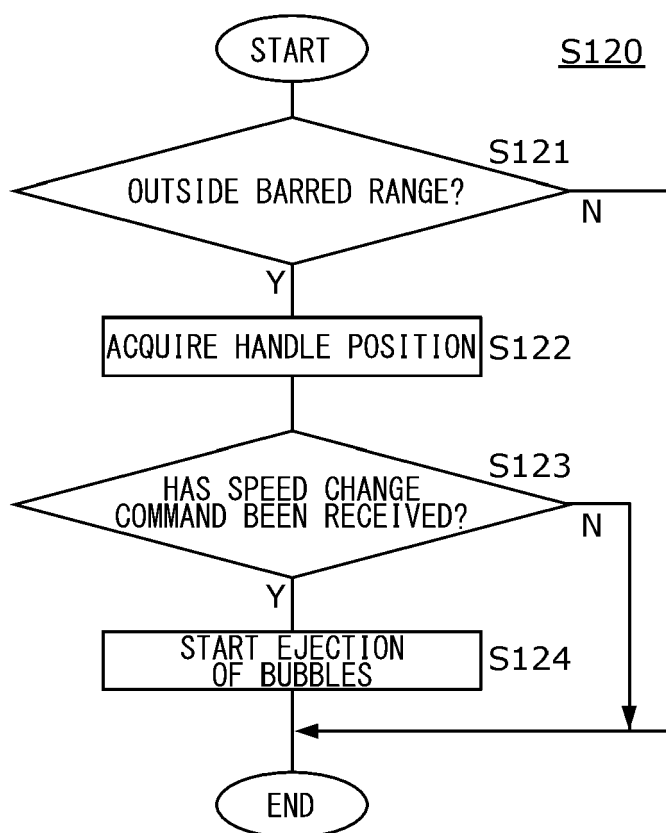 START
S120
S121
OUTSIDE BARRED RANGE?
N
Y
ACQUIRE HANDLE POSITION
S122
S123
HAS SPEED CHANGE
COMMAND BEEN RECEIVED?
N
Y
START EJECTION
OF BUBBLES
S124
END